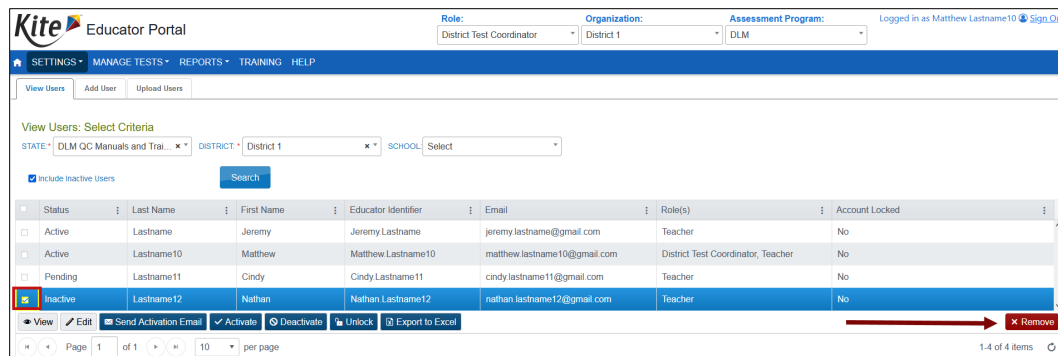 Kite Educator Portal
Role: Organization: Assessment Program: Logged in as Matthew Lastname10
District Test Coordinator District 1 DLM
SETTINGS MANAGE TESTS REPORTS TRAINING HELP
View Users Add User Upload Users
View Users: Select Criteria
STATE:* DLM QC Manuals and Trai... × DISTRICT: * District 1 × SCHOOL: Select
Include Inactive Users Search
Status Last Name First Name Educator Identifier Email Role(s) Account Locked
Active Lastname Jeremy Jeremy.Lastname jeremy.lastname@gmail.com Teacher No
Active Lastname10 Matthew Matthew.Lastname10 matthew.lastname10@gmail.com District Test Coordinator, Teacher No
Pending Lastname11 Cindy Cindy.Lastname11 cindy.lastname11@gmail.com Teacher No
Inactive Lastname12 Nathan Nathan.Lastname12 nathan.lastname12@gmail.com Teacher No
View Edit Send Activation Email Activate Deactivate Unlock Export to Excel × Remove
Page 1 of 1 10 per page 1-4 of 4 items